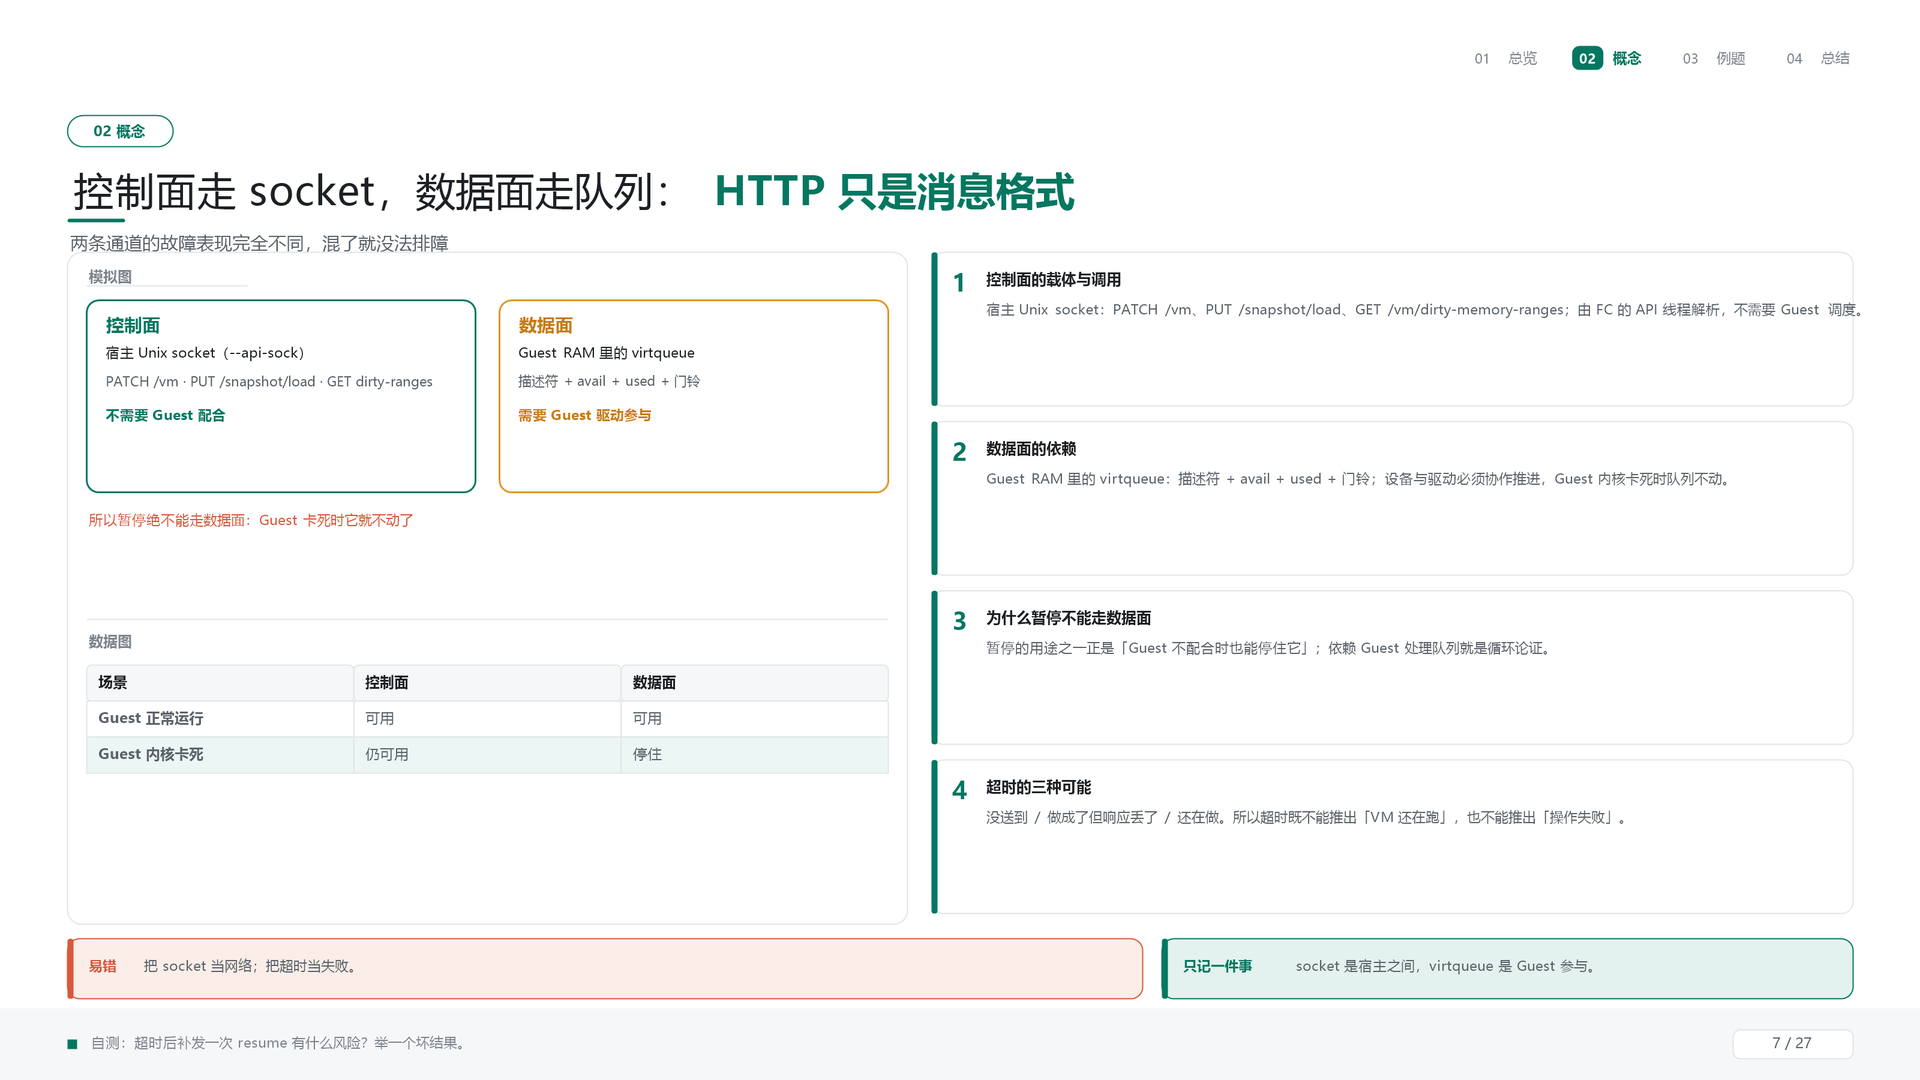 01 总览 02 概念 03 例题 04 总结
02 概念
控制面走 socket，数据面走队列： HTTP 只是消息格式
两条通道的故障表现完全不同，混了就没法排障
模拟图
控制面
宿主 Unix socket（--api-sock）
PATCH /vm · PUT /snapshot/load · GET dirty-ranges
不需要 Guest 配合
数据面
Guest RAM 里的 virtqueue
描述符 + avail + used + 门铃
需要 Guest 驱动参与
所以暂停绝不能走数据面：Guest 卡死时它就不动了
数据图
场景 控制面 数据面
Guest 正常运行 可用 可用
Guest 内核卡死 仍可用 停住
1 控制面的载体与调用
宿主 Unix socket：PATCH /vm、PUT /snapshot/load、GET /vm/dirty-memory-ranges；由 FC 的 API 线程解析，不需要 Guest 调度。
2 数据面的依赖
Guest RAM 里的 virtqueue：描述符 + avail + used + 门铃；设备与驱动必须协作推进，Guest 内核卡死时队列不动。
3 为什么暂停不能走数据面
暂停的用途之一正是「Guest 不配合时也能停住它」；依赖 Guest 处理队列就是循环论证。
4 超时的三种可能
没送到 / 做成了但响应丢了 / 还在做。所以超时既不能推出「VM 还在跑」，也不能推出「操作失败」。
易错 把 socket 当网络；把超时当失败。
只记一件事 socket 是宿主之间，virtqueue 是 Guest 参与。
自测：超时后补发一次 resume 有什么风险？举一个坏结果。
7 / 27